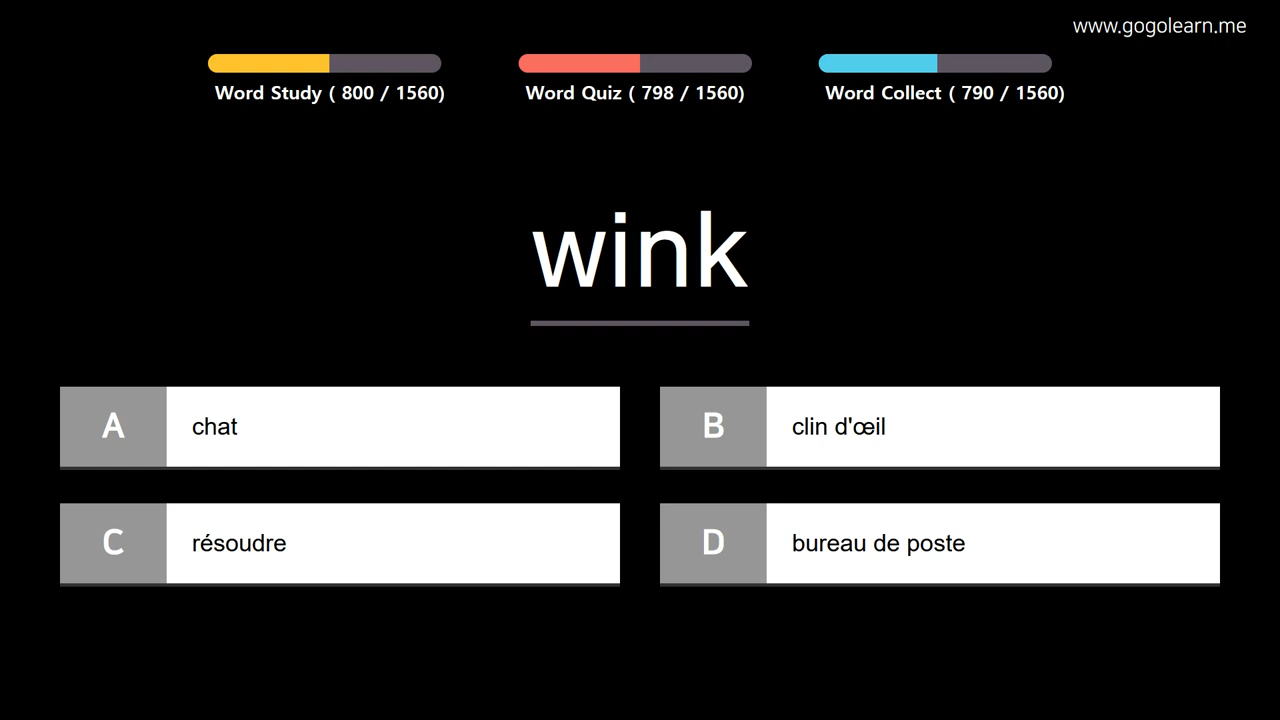 www.gogolearn.me
Word Study ( 800 / 1560)
Word Quiz ( 798 / 1560)
Word Collect ( 790 / 1560)
wink
A chat
B clin d'œil
C résoudre
D bureau de poste